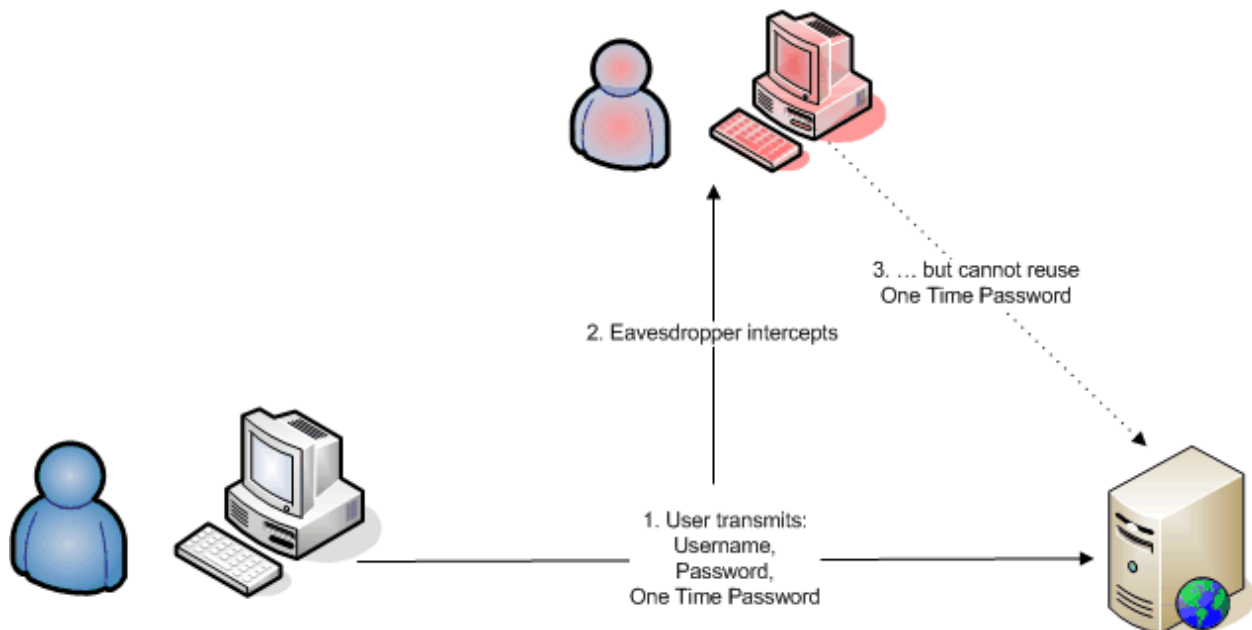 3. ... but cannot reuse
One Time Password
2. Eavesdropper intercepts
1. User transmits:
Username,
Password,
One Time Password